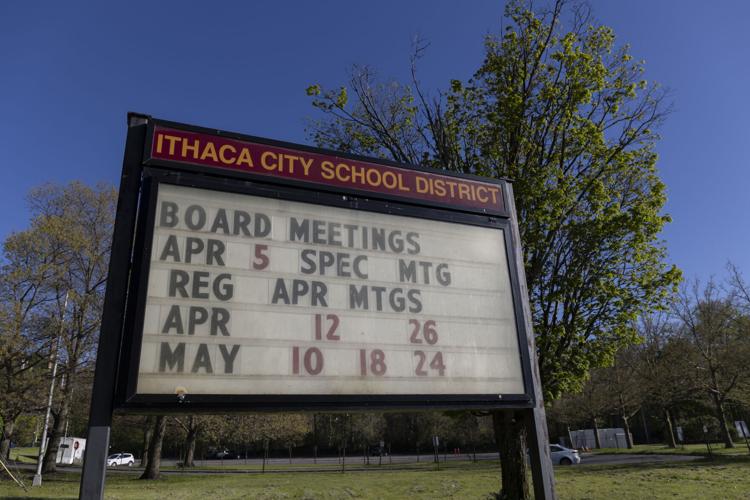 ITHACA CITY SCHOOL DISTRICT
BOARD MEETINGS
APR 5 SPEC MTG
REG APR MTGS
APR 12 26
MAY 10 18 24